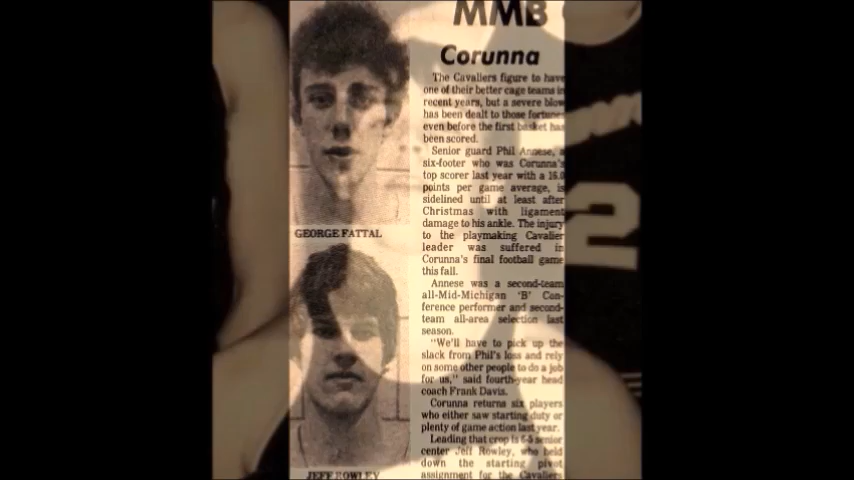 MMB
Corunna
The Cavaliers figure to have
one of their better cage teams in
recent years, but a severe blow
has been dealt to those fortunes
even before the first basket has
been scored.
Senior guard Phil Annese, a
six-footer who was Corunna's
top scorer last year with a 16.0
points per game average, is
sidelined until at least after
Christmas with ligament
damage to his ankle. The injury
to the playmaking Cavalier
leader was suffered in
Corunna's final football game
this fall.
Annese was a second-team
all-Mid-Michigan 'B' Con-
ference performer and second-
team all-area selection last
season.
"We'll have to pick up the
slack from Phil's loss and rely
on some other people to do a job
for us," said fourth-year head
coach Frank Davis.
Corunna returns six players
who either saw starting duty or
plenty of game action last year.
Leading that crop is 6-5 senior
center Jeff Rowley, who held
down the starting pivot
assignment for the Cavaliers
GEORGE FATTAL
JEFF ROWLEY
2